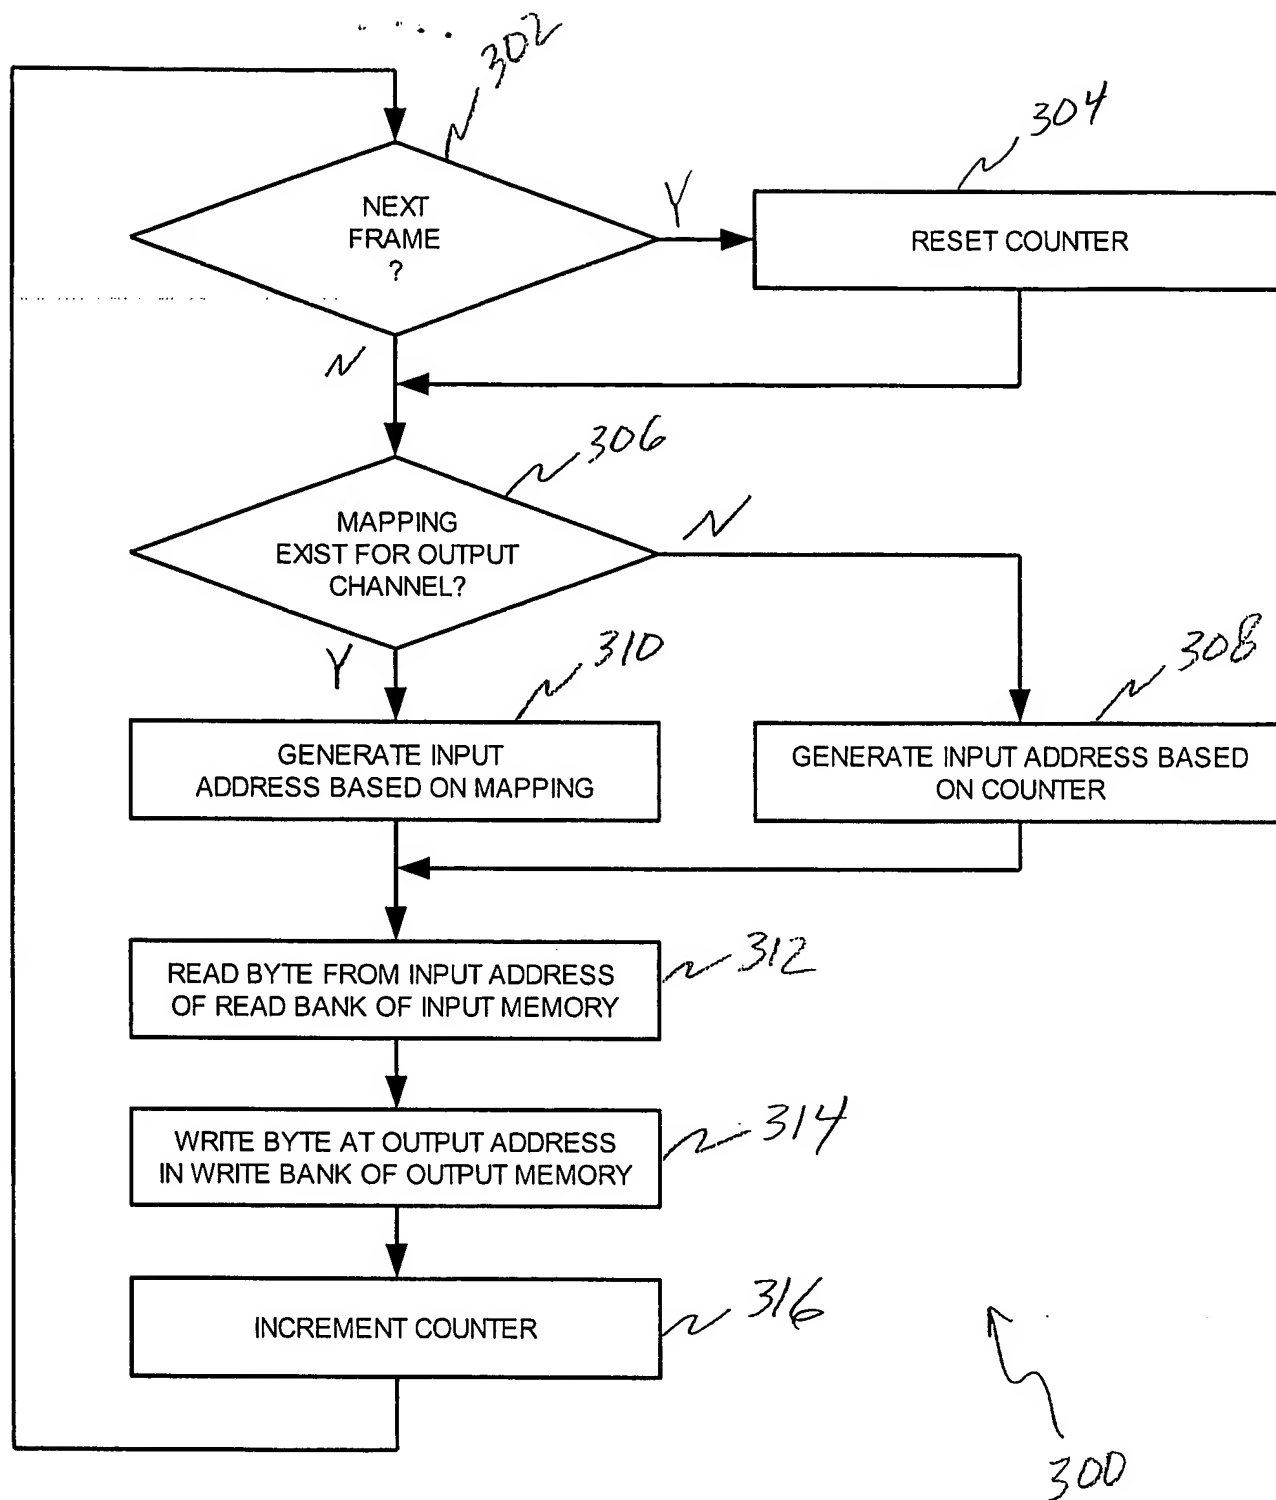 302
304
NEXT
FRAME
?
Y
RESET COUNTER
N
306
MAPPING
EXIST FOR OUTPUT
CHANNEL?
N
Y
310
308
GENERATE INPUT
ADDRESS BASED ON MAPPING
GENERATE INPUT ADDRESS BASED
ON COUNTER
READ BYTE FROM INPUT ADDRESS
OF READ BANK OF INPUT MEMORY
312
WRITE BYTE AT OUTPUT ADDRESS
IN WRITE BANK OF OUTPUT MEMORY
314
INCREMENT COUNTER
316
300